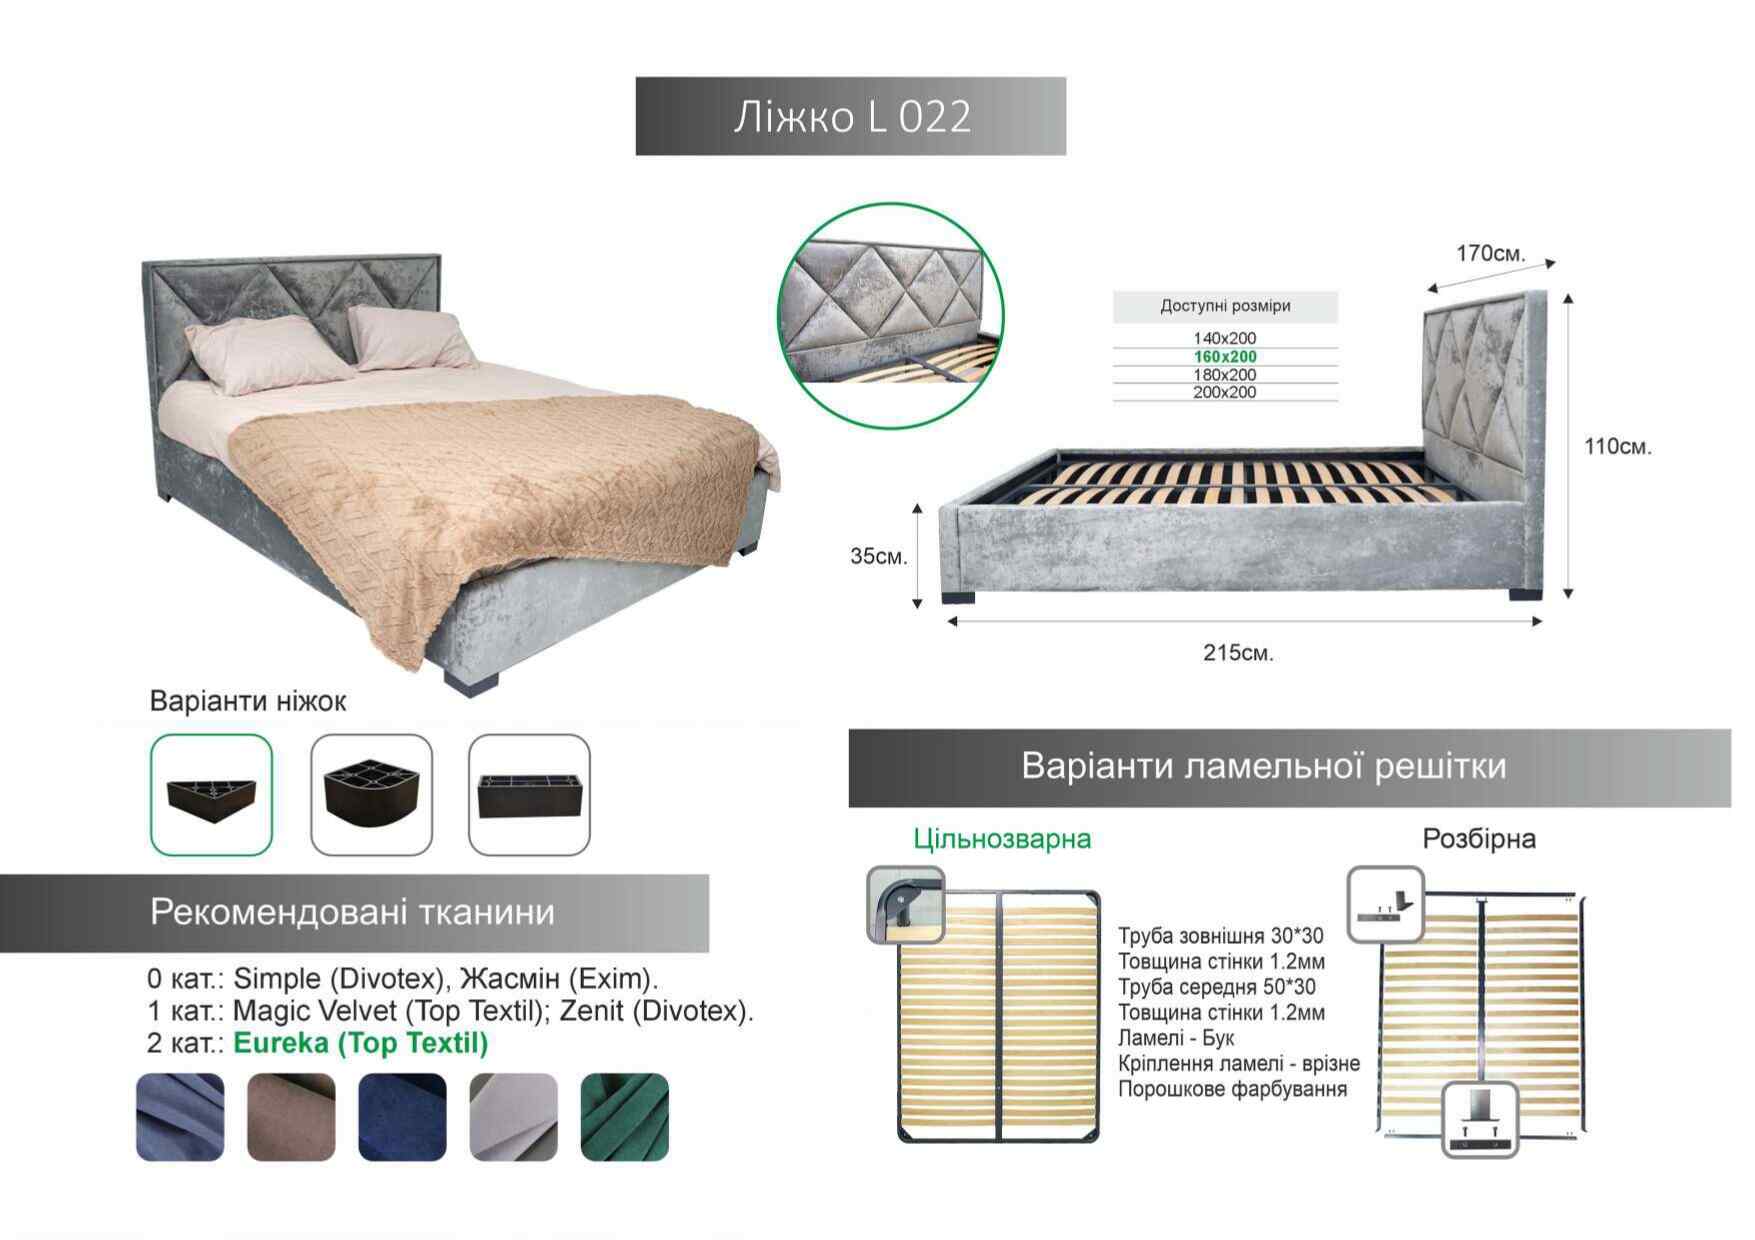 Ліжко L 022
170см.
Доступні розміри
140x200
160x200
180x200
200x200
110см.
35см.
215см.
Варіанти ніжок
Варіанти ламельної решітки
Цільнозварна
Розбірна
Труба зовнішня 30*30
Товщина стінки 1.2мм
Труба середня 50*30
Товщина стінки 1.2мм
Ламелі - Бук
Кріплення ламелі - врізне
Порошкове фарбування
Рекомендовані тканини
0 кат.: Simple (Divotex), Жасмін (Exim).
1 кат.: Magic Velvet (Top Textil); Zenit (Divotex).
2 кат.: Eureka (Top Textil)